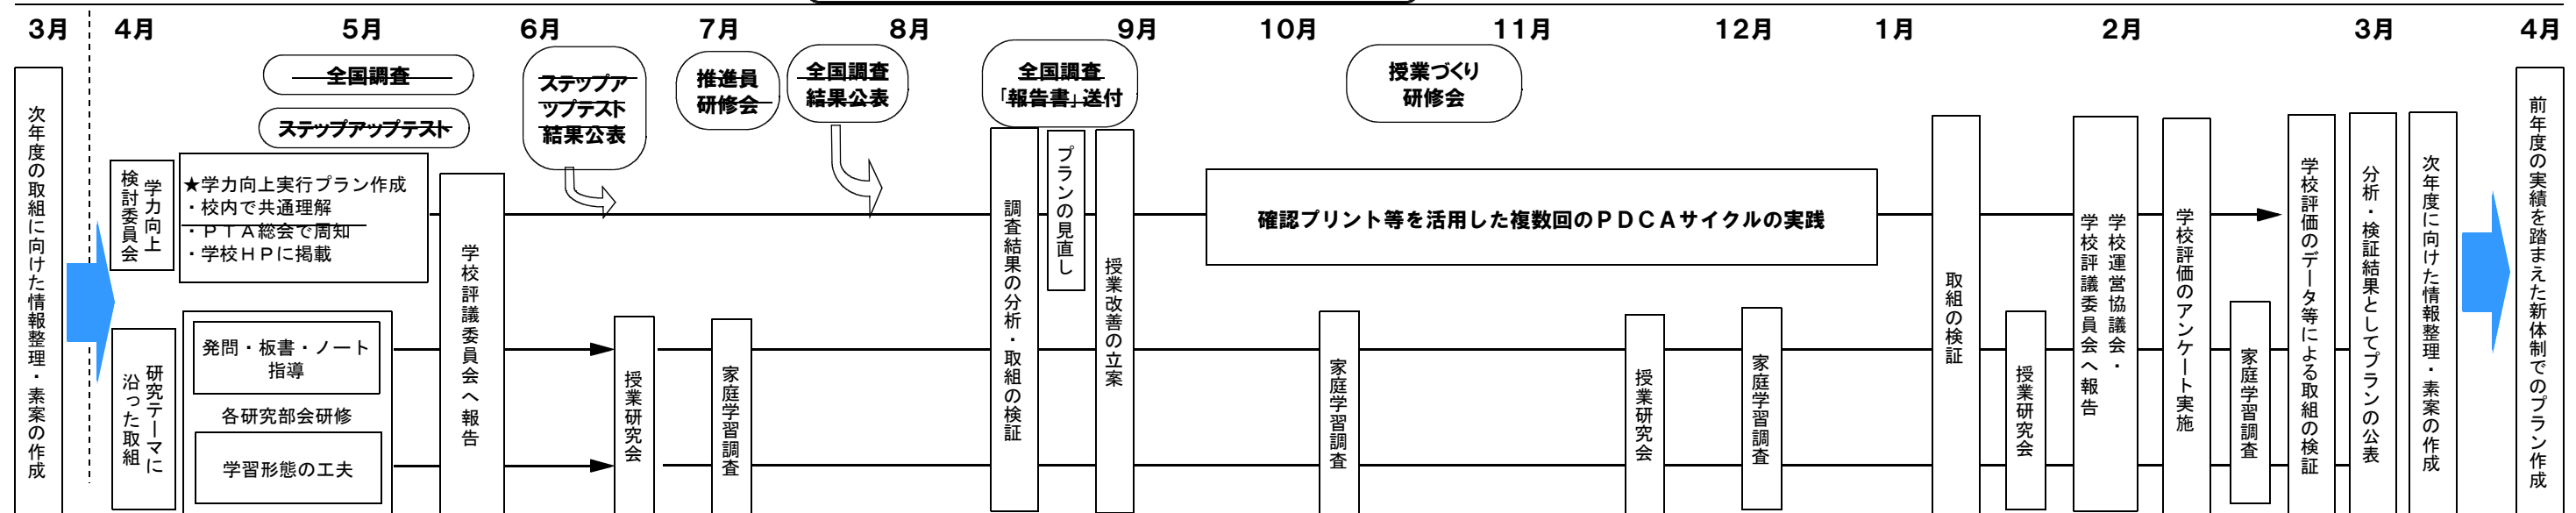 3月 4月 5月 6月 7月 8月 9月 10月 11月 12月 1月 2月 3月 4月
全国調査
ステップアップテスト
ステップア
ップテスト
結果公表
推進員
研修会
全国調査
結果公表
全国調査
「報告書」送付
授業づくり
研修会
次年度の取組に向けた情報整理・素案の作成
学力向上
検討委員会
★学力向上実行プラン作成
・校内で共通理解
・ＰＴＡ総会で周知
・学校ＨＰに掲載
研究テーマに
沿った取組
発問・板書・ノート
指導
各研究部会研修
学習形態の工夫
学校評議委員会へ報告
授業研究会
家庭学習調査
調査結果の分析・取組の検証
プランの見直し
授業改善の立案
確認プリント等を活用した複数回のＰＤＣＡサイクルの実践
家庭学習調査
授業研究会
家庭学習調査
取組の検証
授業研究会
学校運営協議会・
学校評議委員会へ報告
学校評価のアンケート実施
家庭学習調査
学校評価のデータ等による取組の検証
分析・検証結果としてプランの公表
次年度に向けた情報整理・素案の作成
前年度の実績を踏まえた新体制でのプラン作成